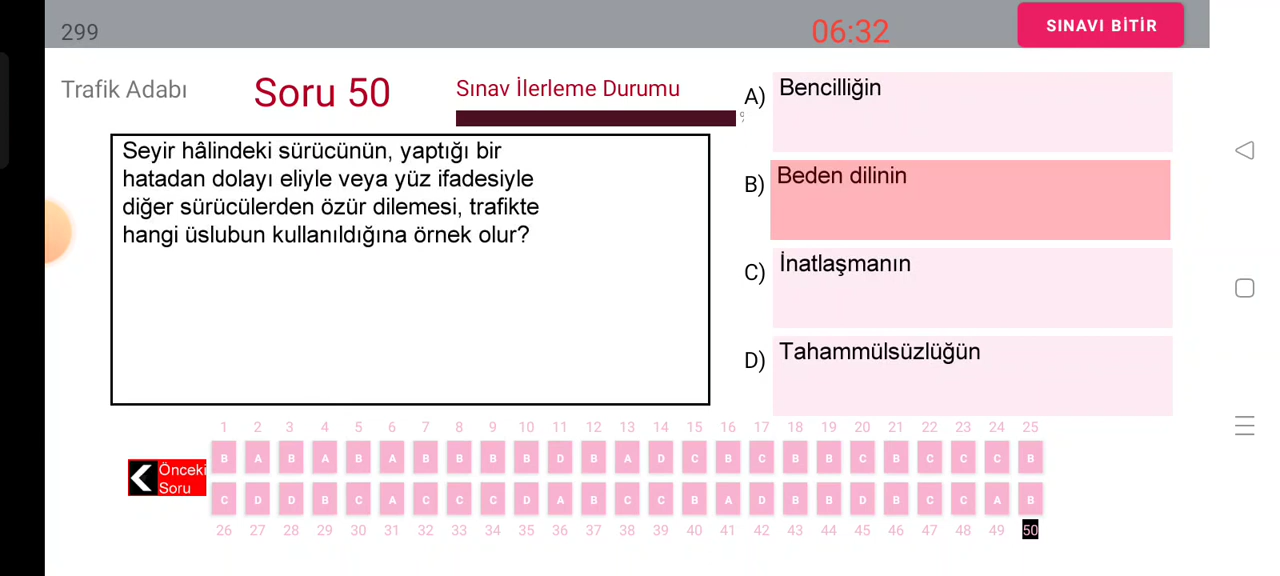 299
06:32
SINAVI BİTİR
Trafik Adabı
Soru 50
Sınav İlerleme Durumu
Seyir hâlindeki sürücünün, yaptığı bir
hatadan dolayı eliyle veya yüz ifadesiyle
diğer sürücülerden özür dilemesi, trafikte
hangi üslubun kullanıldığına örnek olur?
A) Bencilliğin
B) Beden dilinin
C) İnatlaşmanın
D) Tahammülsüzlüğün
Önceki
Soru
1 2 3 4 5 6 7 8 9 10 11 12 13 14 15 16 17 18 19 20 21 22 23 24 25
B A B A B A B B B B D B A D C B C B B C B C C C B
C D D B C A C C C D A B C C B A D B B D B C C A B
26 27 28 29 30 31 32 33 34 35 36 37 38 39 40 41 42 43 44 45 46 47 48 49 50